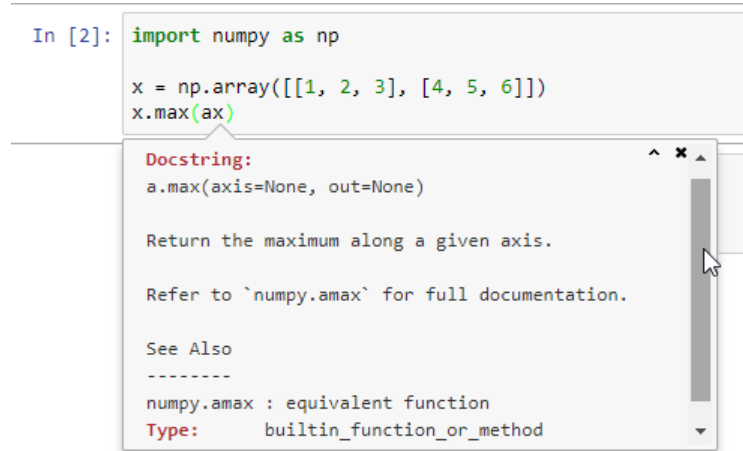 In [2]: import numpy as np
x = np.array([[1, 2, 3], [4, 5, 6]])
x.max(ax)
Docstring:
a.max(axis=None, out=None)
Return the maximum along a given axis.
Refer to `numpy.amax` for full documentation.
See Also
--------
numpy.amax : equivalent function
Type: builtin_function_or_method